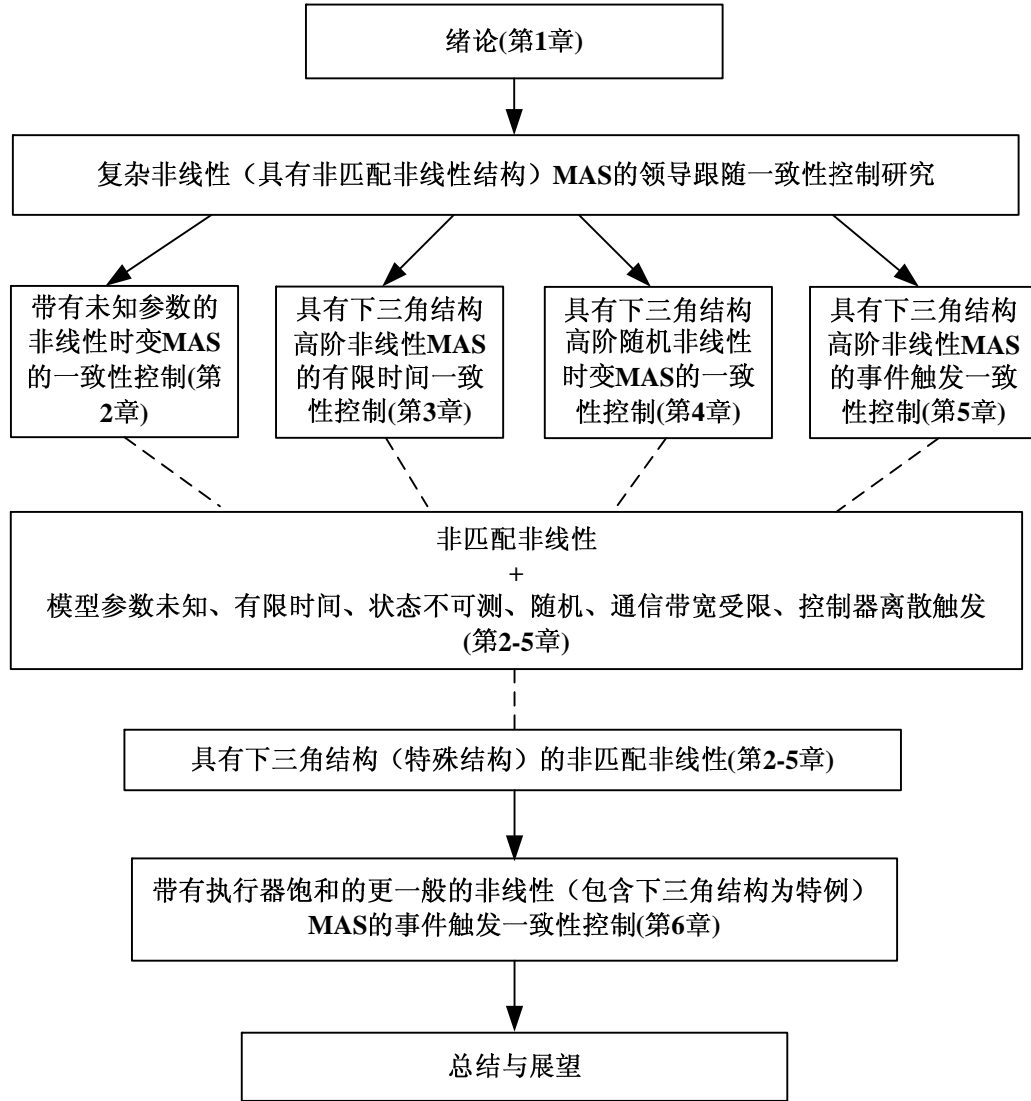 绪论(第1章)
复杂非线性（具有非匹配非线性结构）MAS的领导跟随一致性控制研究
带有未知参数的
非线性时变MAS
的一致性控制(第
2章)
具有下三角结构
高阶非线性MAS
的有限时间一致
性控制(第3章)
具有下三角结构
高阶随机非线性
时变MAS的一致
性控制(第4章)
具有下三角结构
高阶非线性MAS
的事件触发一致
性控制(第5章)
非匹配非线性
+
模型参数未知、有限时间、状态不可测、随机、通信带宽受限、控制器离散触发
(第2-5章)
具有下三角结构（特殊结构）的非匹配非线性(第2-5章)
带有执行器饱和的更一般的非线性（包含下三角结构为特例）
MAS的事件触发一致性控制(第6章)
总结与展望